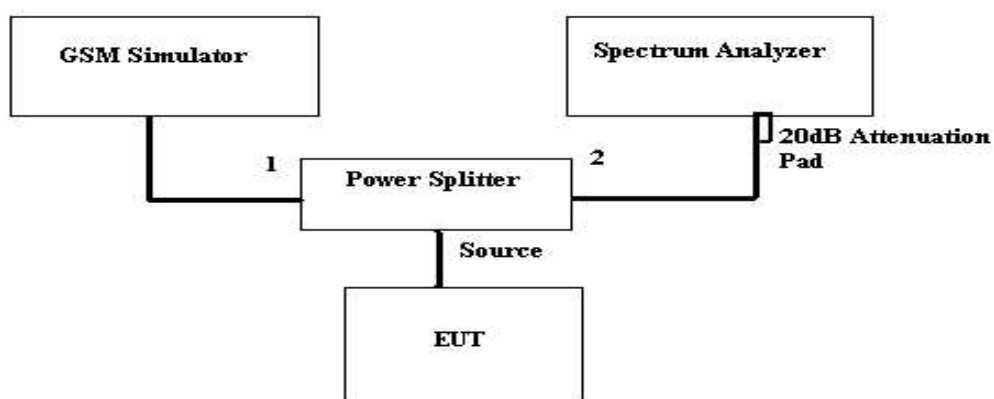 GSM Simulator
Spectrum Analyzer
20dB Attenuation
Pad
1
2
Power Splitter
Source
EUT